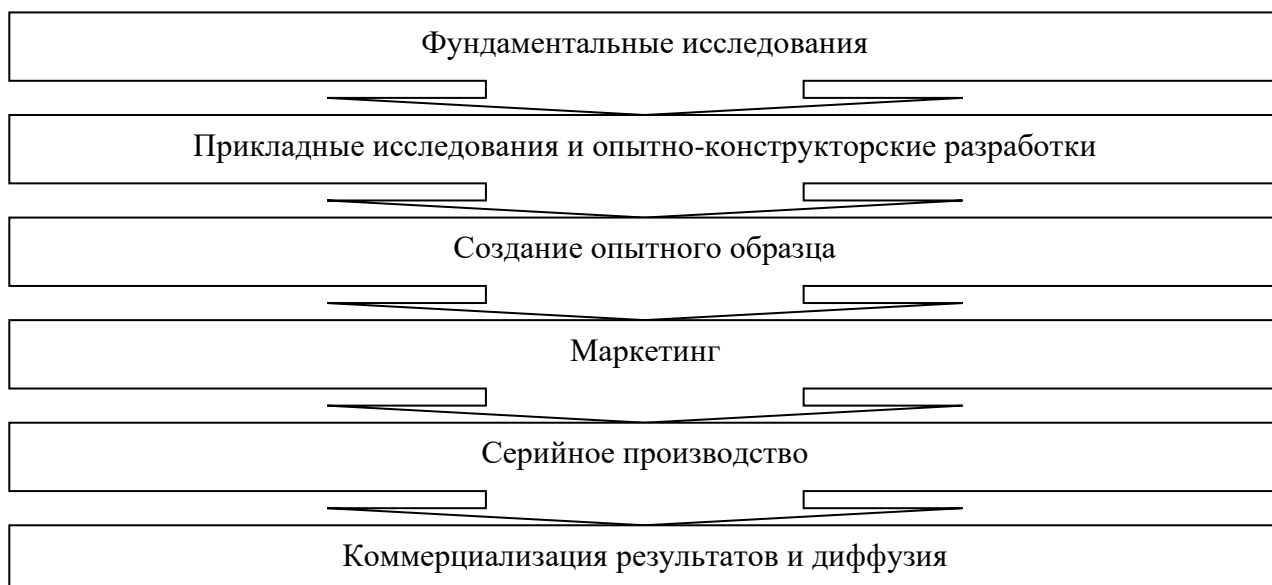 Фундаментальные исследования
Прикладные исследования и опытно-конструкторские разработки
Создание опытного образца
Маркетинг
Серийное производство
Коммерциализация результатов и диффузия